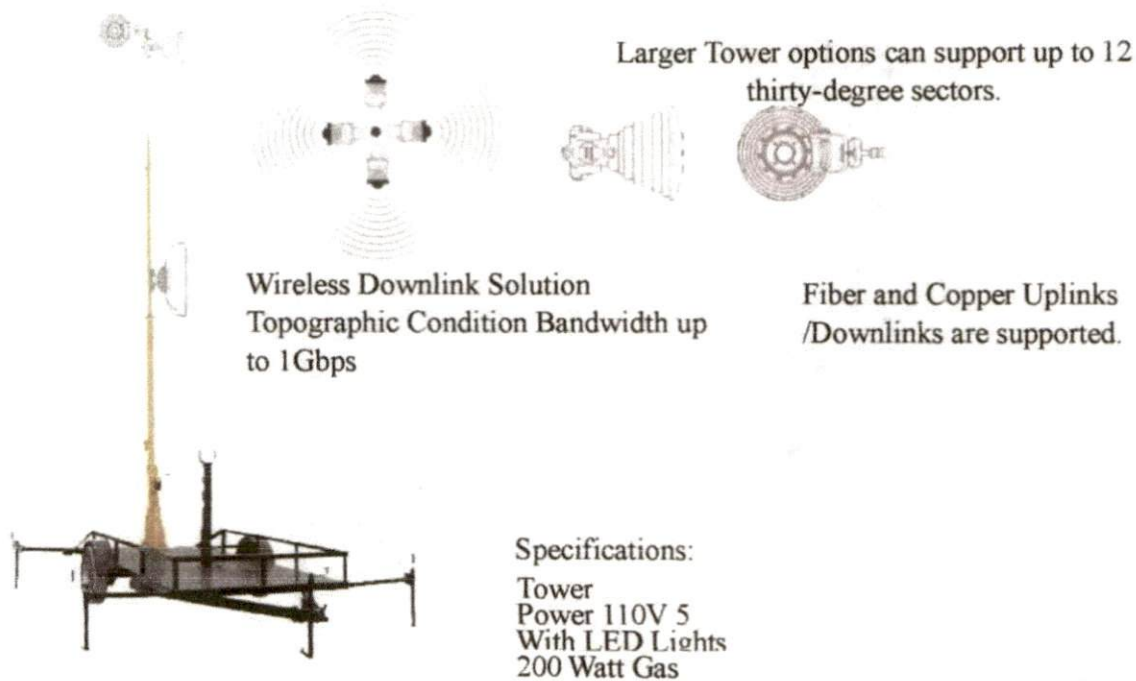 Larger Tower options can support up to 12
thirty-degree sectors.
Wireless Downlink Solution
Topographic Condition Bandwidth up
to 1Gbps
Fiber and Copper Uplinks
/Downlinks are supported.
Specifications:
Tower
Power 110V 5
With LED Lights
200 Watt Gas